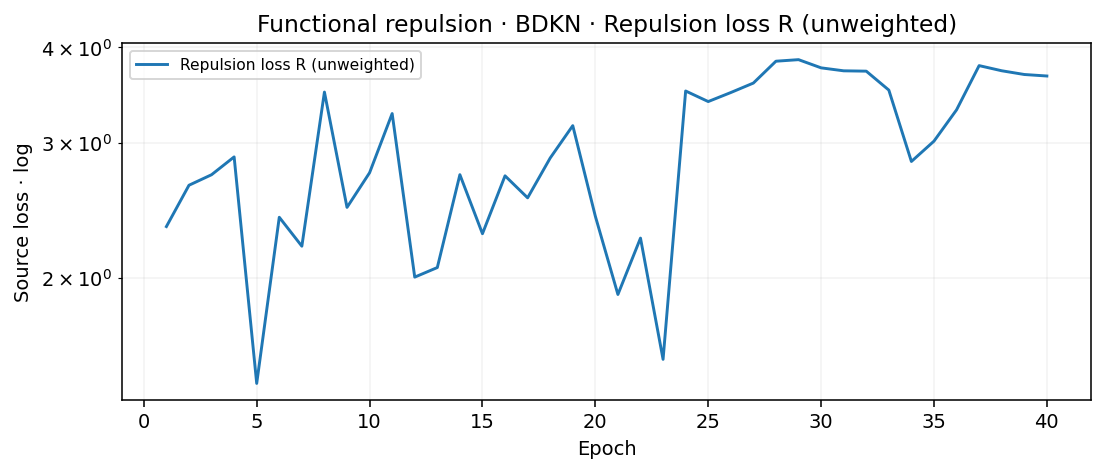 Functional repulsion · BDKN · Repulsion loss R (unweighted)
Repulsion loss R (unweighted)
Source loss · log
4 × 10⁰
3 × 10⁰
2 × 10⁰
0 5 10 15 20 25 30 35 40
Epoch